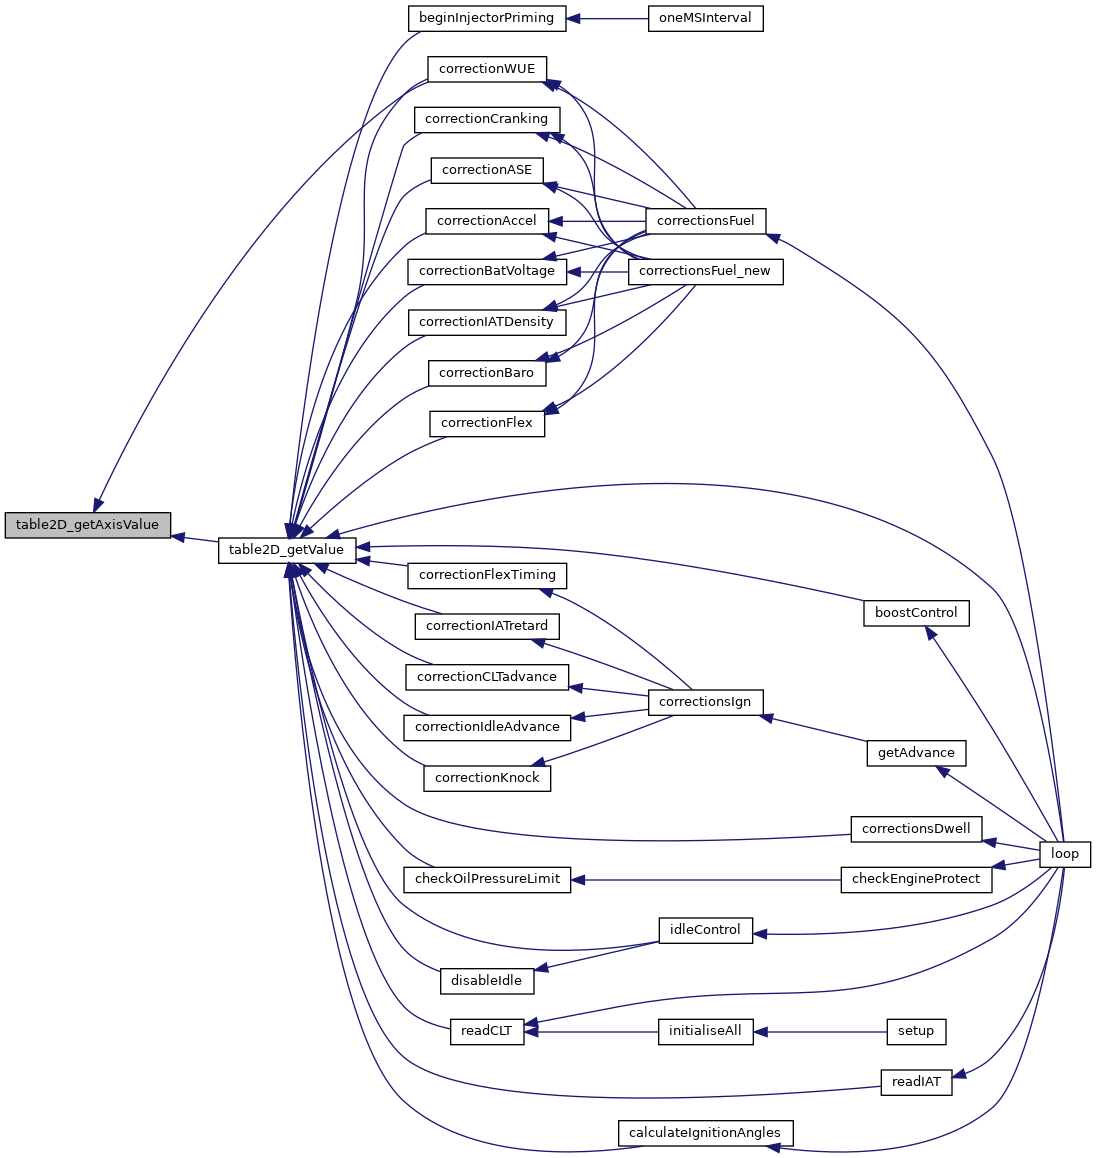 beginInjectorPriming
oneMSInterval
correctionWUE
correctionCranking
correctionASE
correctionAccel
correctionsFuel
correctionBatVoltage
correctionsFuel_new
correctionIATDensity
correctionBaro
correctionFlex
table2D_getAxisValue
table2D_getValue
correctionFlexTiming
boostControl
correctionIATretard
correctionCLTadvance
correctionsIgn
correctionIdleAdvance
getAdvance
correctionKnock
correctionsDwell
loop
checkOilPressureLimit
checkEngineProtect
idleControl
disableIdle
readCLT
initialiseAll
setup
readIAT
calculateIgnitionAngles